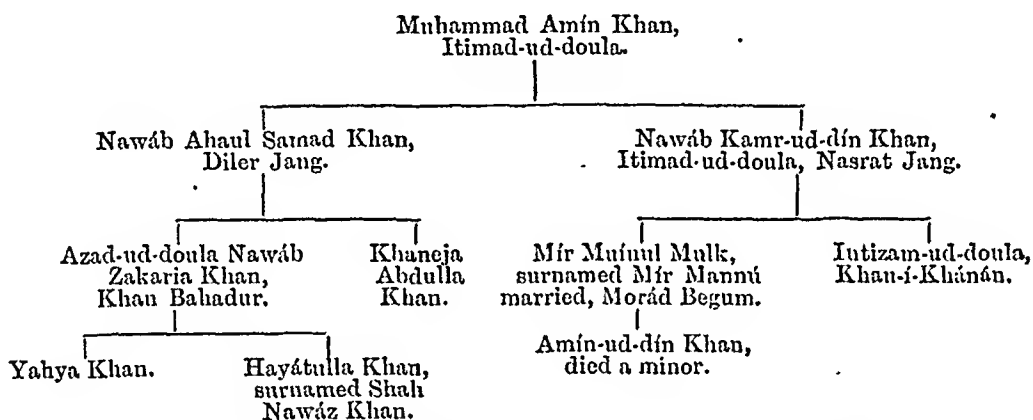 Muhammad Amín Khan,
Itimad-ud-doula.
Nawáb Ahaul Samad Khan,
Diler Jang.
Nawáb Kamr-ud-dín Khan,
Itimad-ud-doula, Nasrat Jang.
Azad-ud-doula Nawáb
Zakaria Khan,
Khan Bahadur.
Khaneja
Abdulla
Khan.
Mír Muínul Mulk,
surnamed Mír Mannú
married, Morád Begum.
Intizam-ud-doula,
Khan-í-Khánán.
Yahya Khan.
Hayátulla Khan,
surnamed Shah
Nawáz Khan.
Amín-ud-dín Khan,
died a minor.